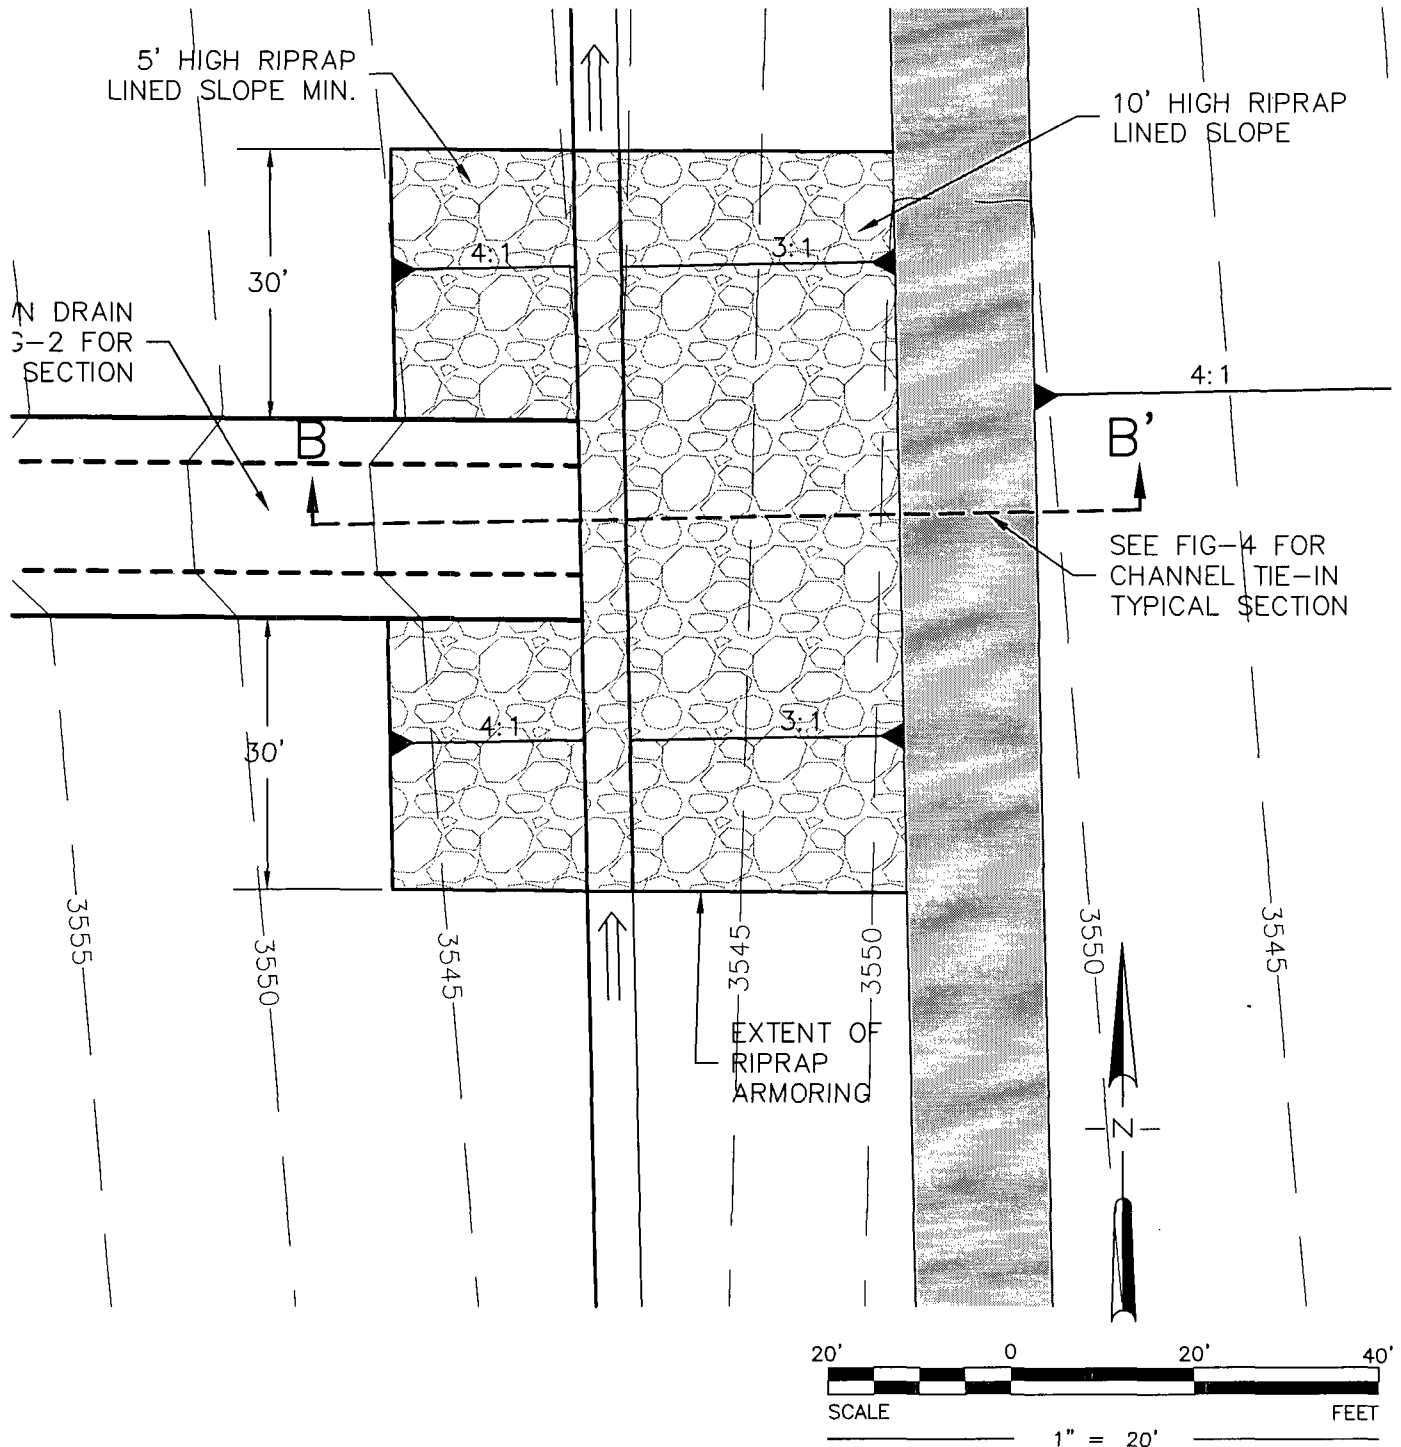 5' HIGH RIPRAP
LINED SLOPE MIN.
10' HIGH RIPRAP
LINED SLOPE
4:1
3:1
30'
DRAIN
FOR
SECTION
4:1
B
B'
SEE FIG-4 FOR
CHANNEL TIE-IN
TYPICAL SECTION
4:1
3:1
30'
3555
3550
3545
3545
3550
3550
3545
EXTENT OF
RIPRAP
ARMORING
N
20'
0
20'
40'
SCALE
FEET
1" = 20'